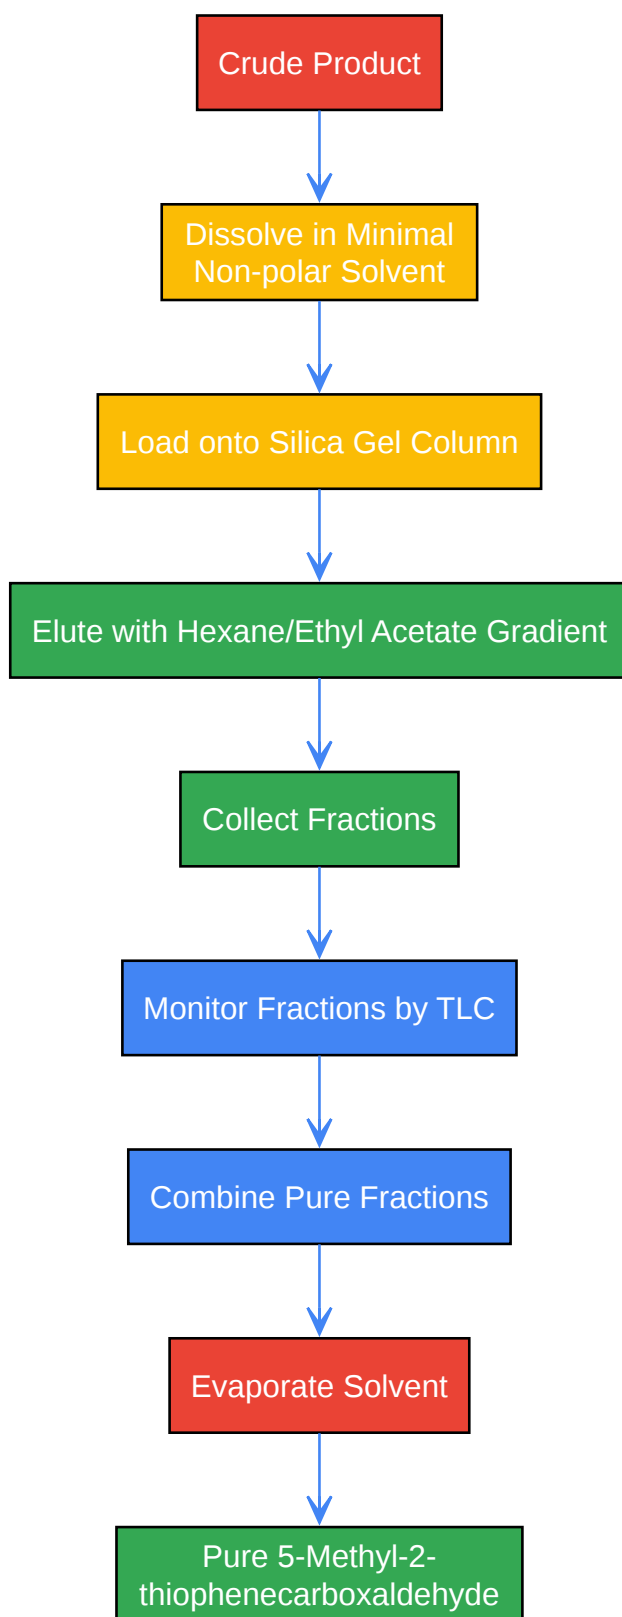 Crude Product
Dissolve in Minimal
Non-polar Solvent
Load onto Silica Gel Column
Elute with Hexane/Ethyl Acetate Gradient
Collect Fractions
Monitor Fractions by TLC
Combine Pure Fractions
Evaporate Solvent
Pure 5-Methyl-2-
thiophenecarboxaldehyde